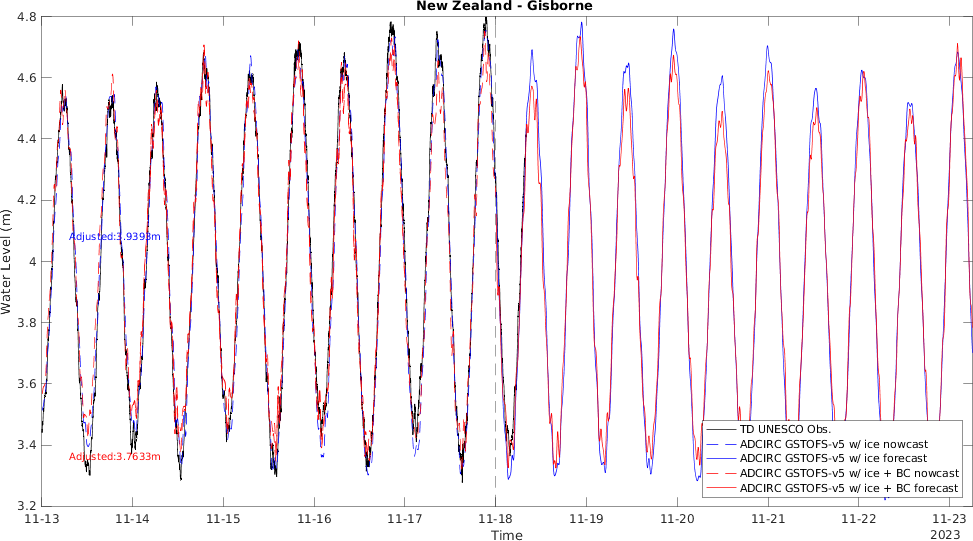 New Zealand - Gisborne
4.8
4.6
4.4
4.2
4
3.8
3.6
3.4
3.2
Water Level (m)
Adjusted:3.9393m
Adjusted:3.7633m
TD UNESCO Obs.
ADCIRC GSTOFS-v5 w/ ice nowcast
ADCIRC GSTOFS-v5 w/ ice forecast
ADCIRC GSTOFS-v5 w/ ice + BC nowcast
ADCIRC GSTOFS-v5 w/ ice + BC forecast
11-13 11-14 11-15 11-16 11-17 11-18 11-19 11-20 11-21 11-22 11-23
Time
2023